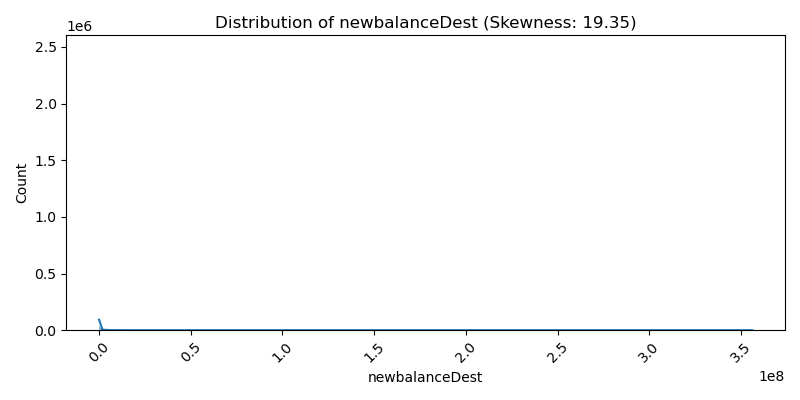 Distribution of newbalanceDest (Skewness: 19.35)
1e6
2.5
2.0
1.5
1.0
0.5
0.0
Count
0.0 0.5 1.0 1.5 2.0 2.5 3.0 3.5
newbalanceDest
1e8